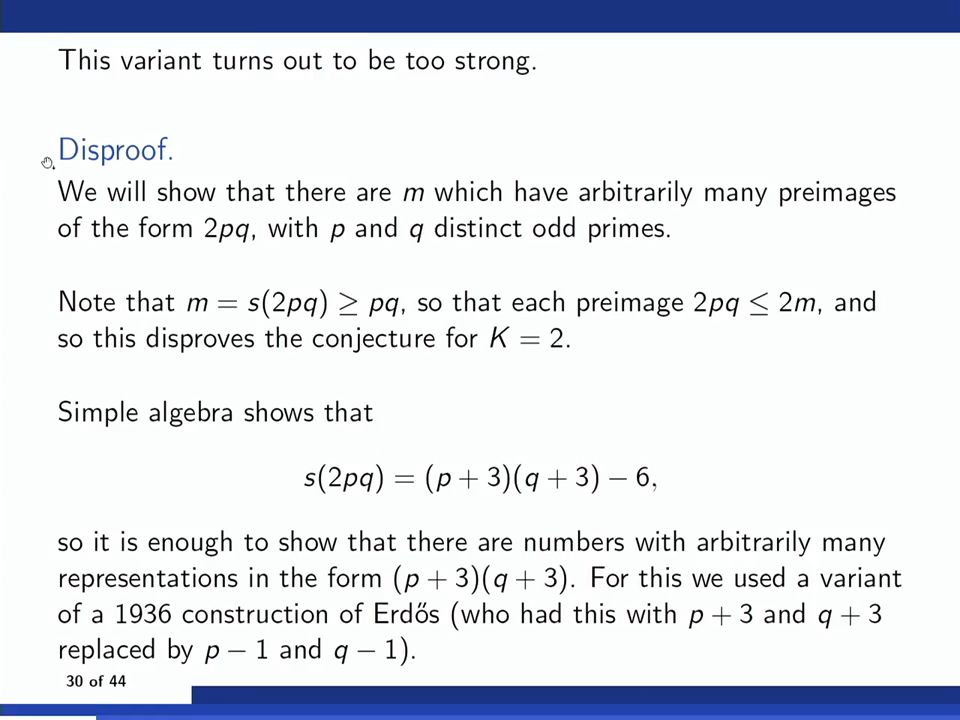 This variant turns out to be too strong.
Disproof.
We will show that there are m which have arbitrarily many preimages
of the form 2pq, with p and q distinct odd primes.
Note that m = s(2pq) ≥ pq, so that each preimage 2pq ≤ 2m, and
so this disproves the conjecture for K = 2.
Simple algebra shows that
s(2pq) = (p + 3)(q + 3) − 6,
so it is enough to show that there are numbers with arbitrarily many
representations in the form (p + 3)(q + 3). For this we used a variant
of a 1936 construction of Erdős (who had this with p + 3 and q + 3
replaced by p − 1 and q − 1).
30 of 44